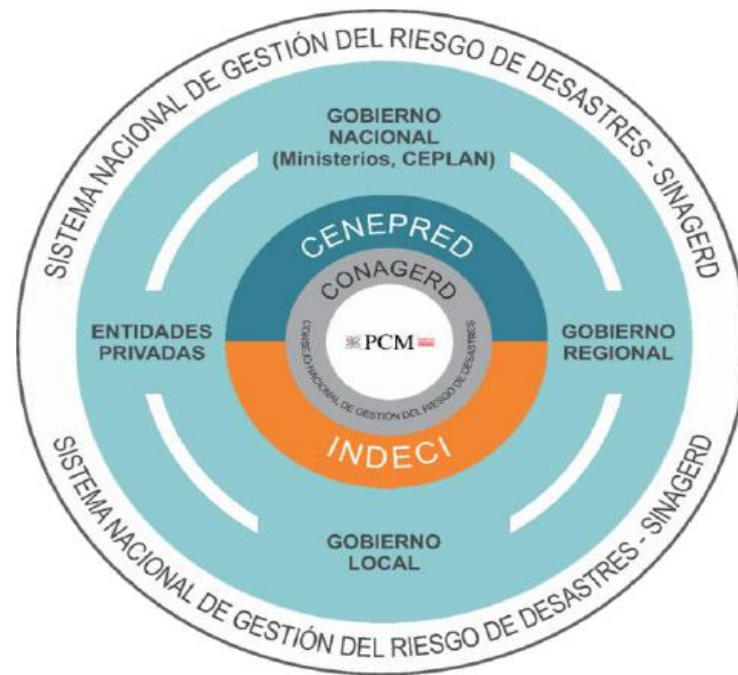 SISTEMA NACIONAL DE GESTIÓN DEL RIESGO DE DESASTRES - SINAGERD
GOBIERNO
NACIONAL
(Ministerios, CEPLAN)
CENEPRED
CONAGERD
PCM
CONSEJO NACIONAL DE GESTIÓN DEL RIESGO DE DESASTRES
ENTIDADES
PRIVADAS
GOBIERNO
REGIONAL
INDECI
GOBIERNO
LOCAL
SISTEMA NACIONAL DE GESTIÓN DEL RIESGO DE DESASTRES - SINAGERD